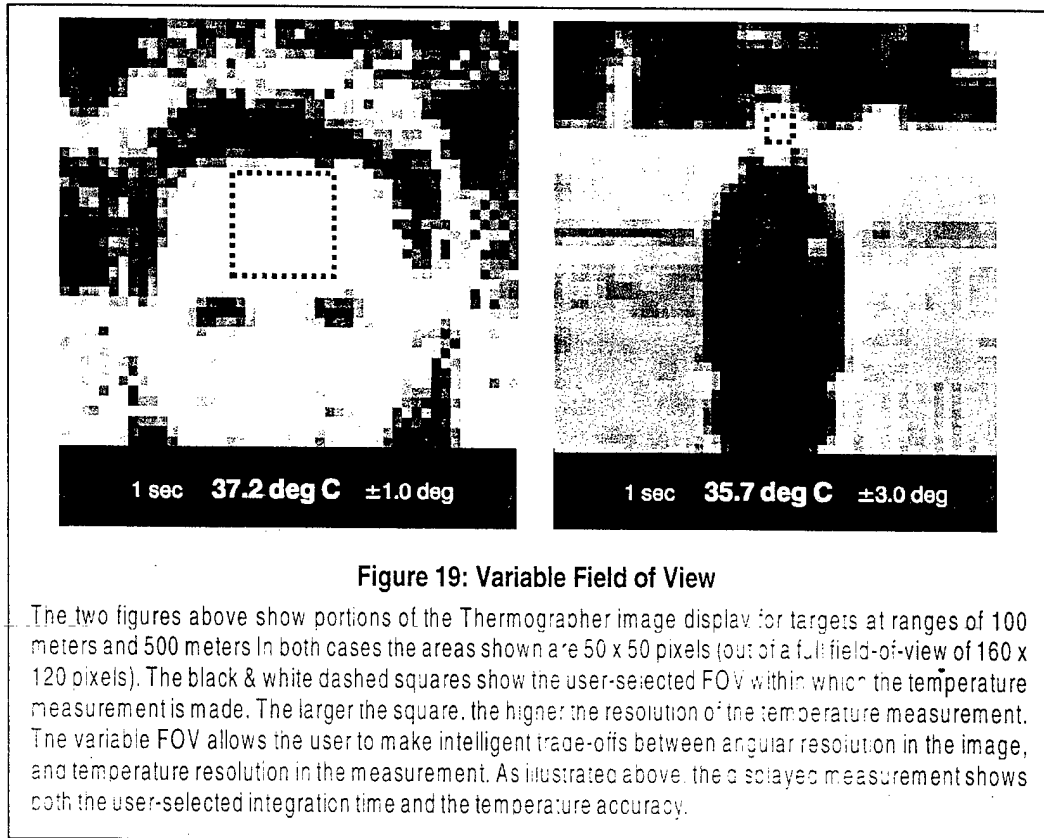 1 sec 37.2 deg C ±1.0 deg
1 sec 35.7 deg C ±3.0 deg
Figure 19: Variable Field of View
The two figures above show portions of the Thermographer image display for targets at ranges of 100
meters and 500 meters In both cases the areas shown are 50 x 50 pixels (out of a full field-of-view of 160 x
120 pixels). The black & white dashed squares show the user-selected FOV within which the temperature
measurement is made. The larger the square, the higher the resolution of the temperature measurement.
The variable FOV allows the user to make intelligent trade-offs between angular resolution in the image,
and temperature resolution in the measurement. As illustrated above, the displayed measurement shows
both the user-selected integration time and the temperature accuracy.